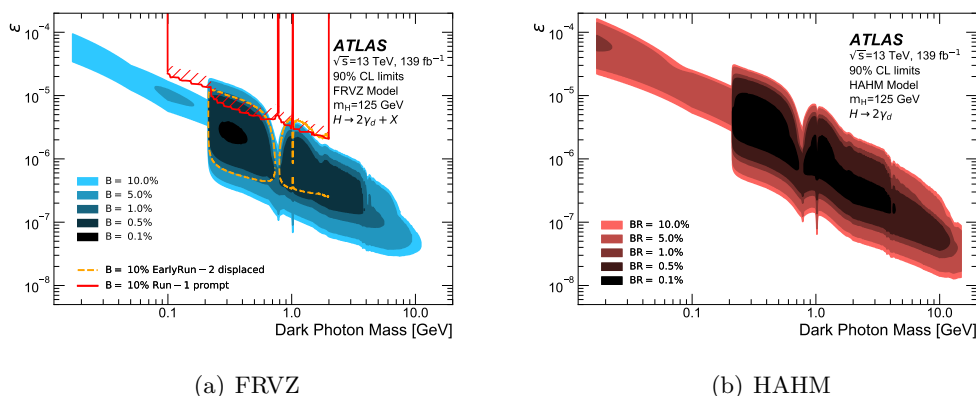 ε
10⁻⁴
10⁻⁵
10⁻⁶
10⁻⁷
10⁻⁸
ATLAS
√s=13 TeV, 139 fb⁻¹
90% CL limits
FRVZ Model
m_H=125 GeV
H→2γ_d + X
B = 10.0%
B = 5.0%
B = 1.0%
B = 0.5%
B = 0.1%
B = 10% EarlyRun−2 displaced
B = 10% Run−1 prompt
0.1 1.0 10.0
Dark Photon Mass [GeV]
(a) FRVZ
ε
10⁻⁴
10⁻⁵
10⁻⁶
10⁻⁷
10⁻⁸
ATLAS
√s=13 TeV, 139 fb⁻¹
90% CL limits
HAHM Model
m_H=125 GeV
H→2γ_d
BR = 10.0%
BR = 5.0%
BR = 1.0%
BR = 0.5%
BR = 0.1%
0.1 1.0 10.0
Dark Photon Mass [GeV]
(b) HAHM